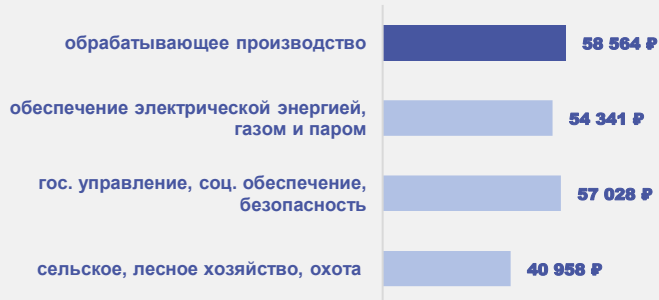 обрабатывающее производство 58 564 ₽
обеспечение электрической энергией,
газом и паром 54 341 ₽
гос. управление, соц. обеспечение,
безопасность 57 028 ₽
сельское, лесное хозяйство, охота 40 958 ₽